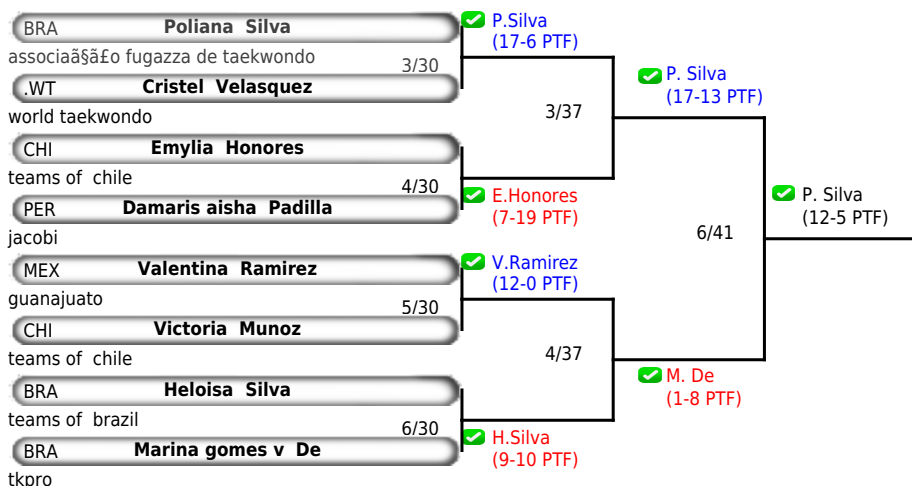 BRA Poliana Silva
associaã§ã£o fugazza de taekwondo
3/30
.WT Cristel Velasquez
world taekwondo
P.Silva
(17-6 PTF)
CHI Emylia Honores
teams of chile
4/30
PER Damaris aisha Padilla
jacobi
E.Honores
(7-19 PTF)
3/37
P. Silva
(17-13 PTF)
MEX Valentina Ramirez
guanajuato
5/30
CHI Victoria Munoz
teams of chile
V.Ramirez
(12-0 PTF)
BRA Heloisa Silva
teams of brazil
6/30
BRA Marina gomes v De
tkpro
H.Silva
(9-10 PTF)
4/37
M. De
(1-8 PTF)
6/41
P. Silva
(12-5 PTF)